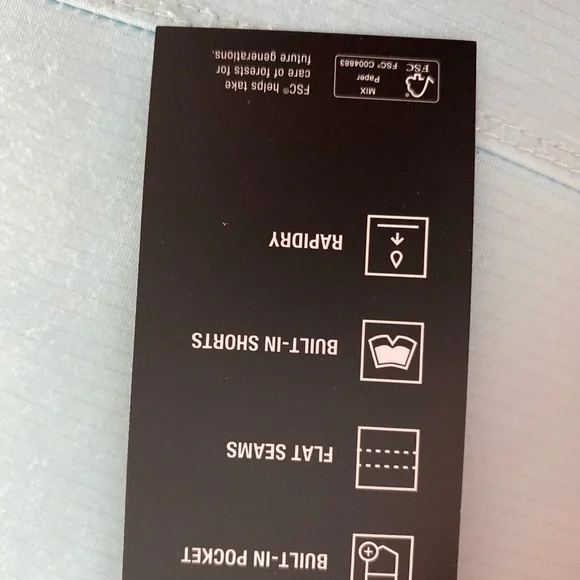 BUILT-IN POCKET
FLAT SEAMS
BUILT-IN SHORTS
RAPIDRY
FSC
MIX
Paper
FSC® C004883
FSC® helps take
care of forests for
future generations.